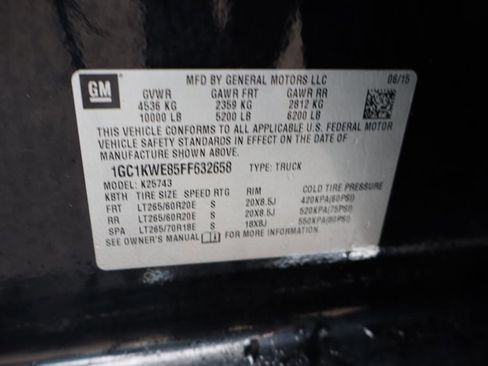 GM
MFD BY GENERAL MOTORS LLC 06/15
GVWR GAWR FRT GAWR RR
4536 KG 2359 KG 2812 KG
10000 LB 5200 LB 6200 LB
THIS VEHICLE CONFORMS TO ALL APPLICABLE U.S. FEDERAL MOTOR
VEHICLE SAFETY STANDARDS IN EFFECT ON THE DATE OF
MANUFACTURE SHOWN ABOVE.
1GC1KWE85FF632658 TYPE: TRUCK
MODEL: K25743
KBTH TIRE SIZE SPEED RTG RIM COLD TIRE PRESSURE
FRT LT265/60R20E S 20X8.5J 420KPA(60PSI)
RR LT265/60R20E S 20X8.5J 520KPA(75PSI)
SPA LT265/70R18E S 18X8J 550KPA(80PSI)
SEE OWNER'S MANUAL FOR MORE INFORMATION.